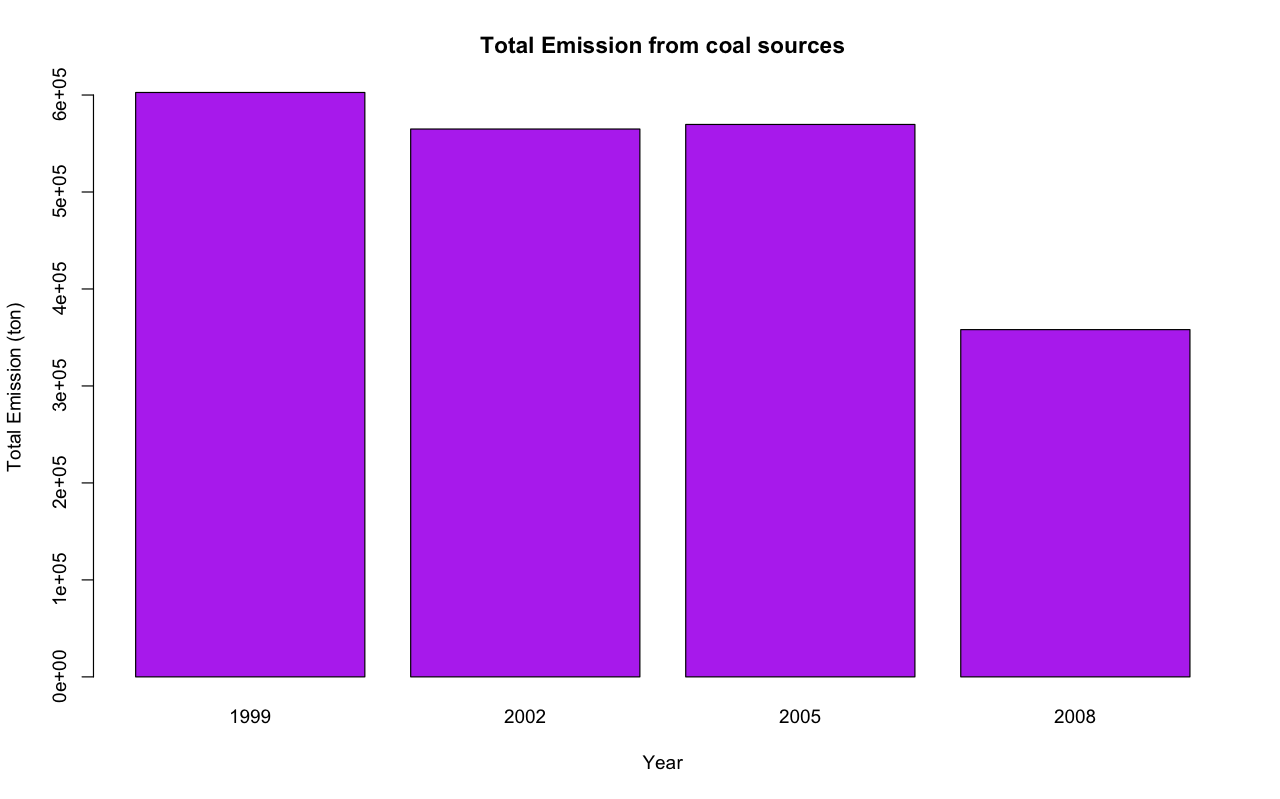 Total Emission from coal sources
6e+05
5e+05
4e+05
3e+05
2e+05
1e+05
0e+00
Total Emission (ton)
1999
2002
2005
2008
Year